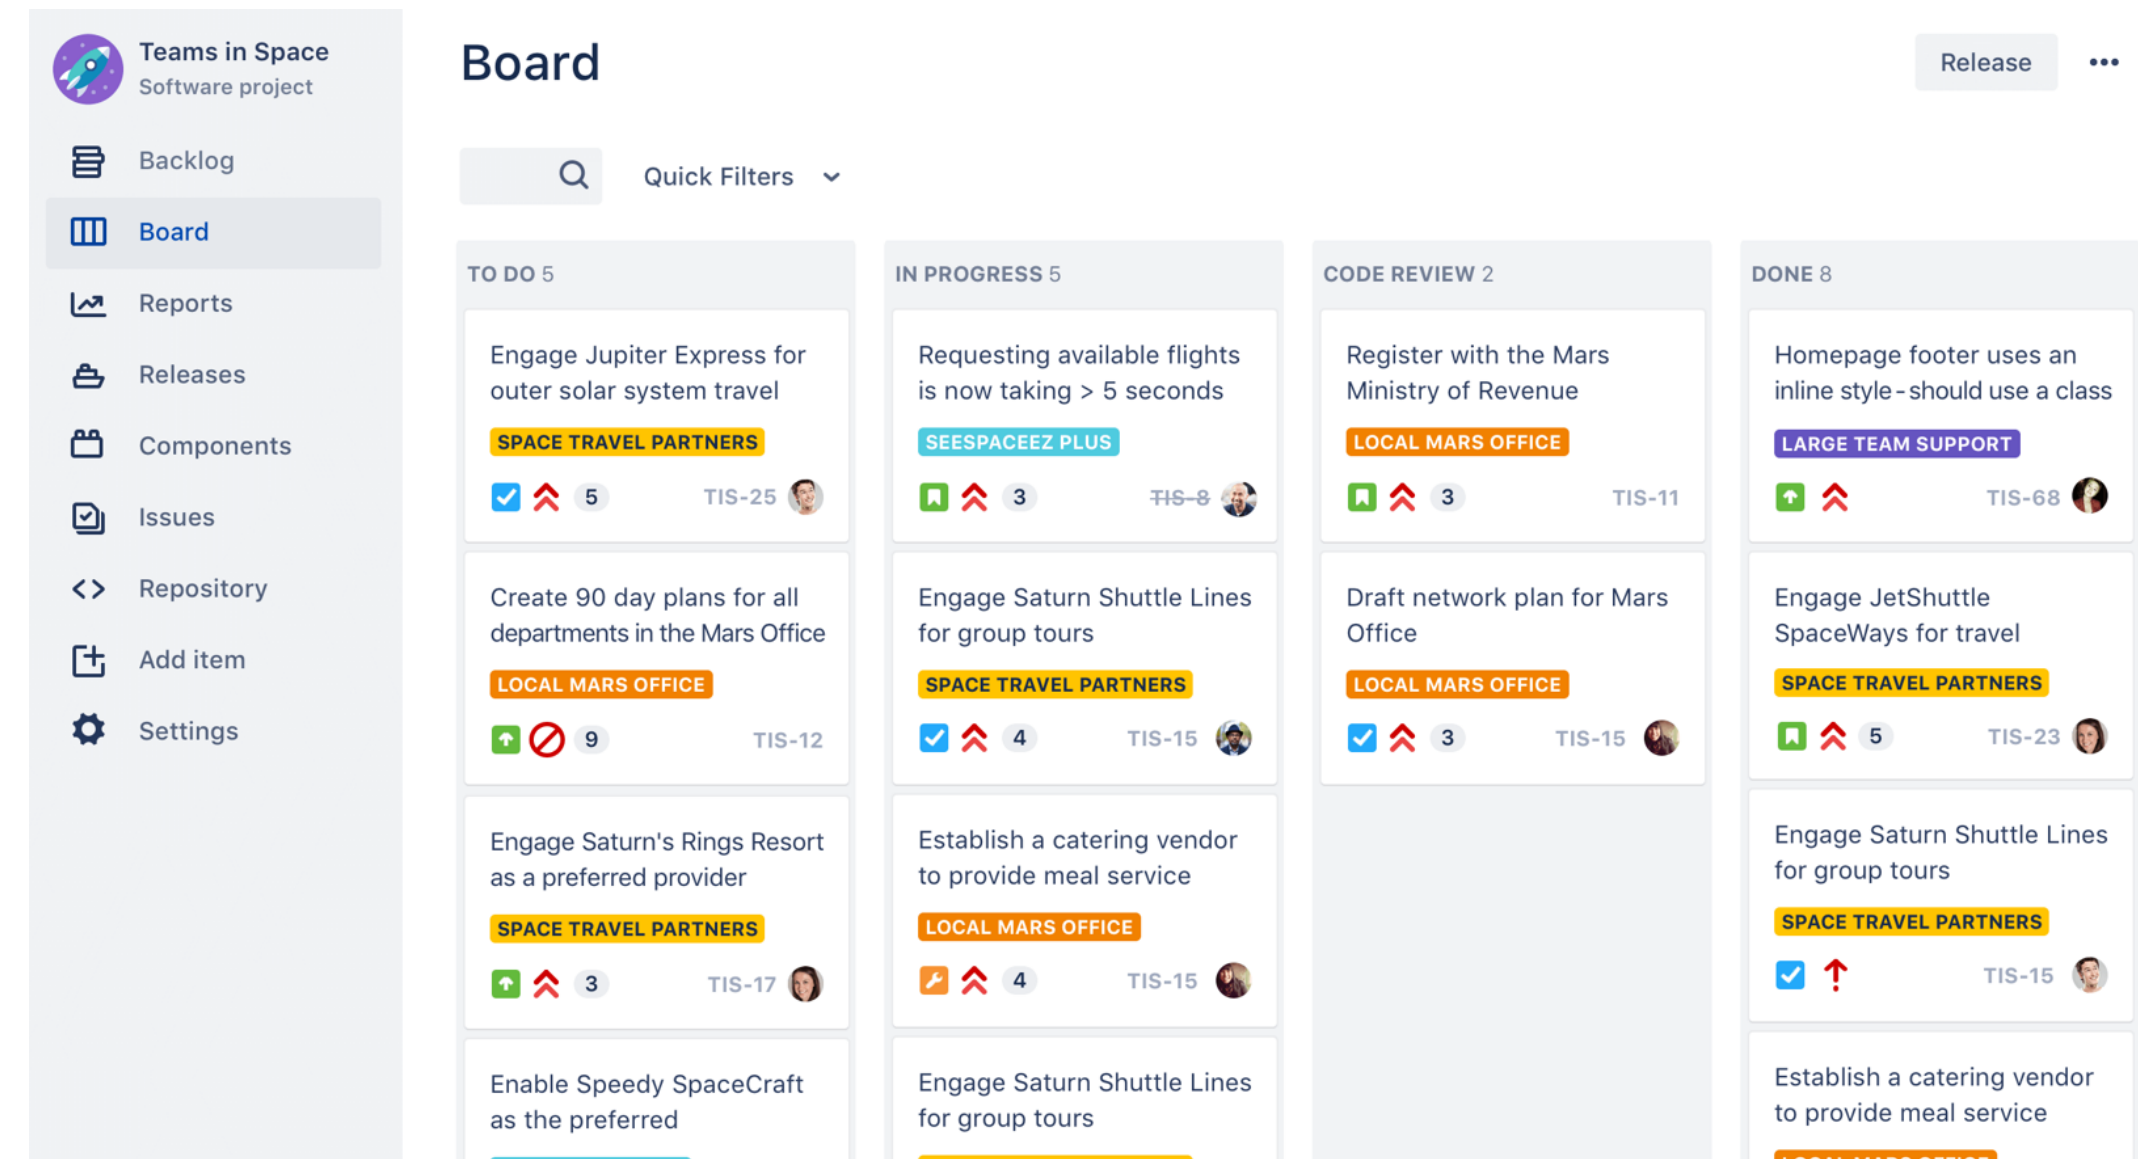 Teams in Space
Software project
Backlog
Board
Reports
Releases
Components
Issues
Repository
Add item
Settings
Board
Release
Quick Filters
TO DO 5
Engage Jupiter Express for
outer solar system travel
SPACE TRAVEL PARTNERS
5 TIS-25
Create 90 day plans for all
departments in the Mars Office
LOCAL MARS OFFICE
9 TIS-12
Engage Saturn's Rings Resort
as a preferred provider
SPACE TRAVEL PARTNERS
3 TIS-17
Enable Speedy SpaceCraft
as the preferred
IN PROGRESS 5
Requesting available flights
is now taking > 5 seconds
SEESPACEEZ PLUS
3 TIS-8
Engage Saturn Shuttle Lines
for group tours
SPACE TRAVEL PARTNERS
4 TIS-15
Establish a catering vendor
to provide meal service
LOCAL MARS OFFICE
4 TIS-15
Engage Saturn Shuttle Lines
for group tours
CODE REVIEW 2
Register with the Mars
Ministry of Revenue
LOCAL MARS OFFICE
3 TIS-11
Draft network plan for Mars
Office
LOCAL MARS OFFICE
3 TIS-15
DONE 8
Homepage footer uses an
inline style - should use a class
LARGE TEAM SUPPORT
TIS-68
Engage JetShuttle
SpaceWays for travel
SPACE TRAVEL PARTNERS
5 TIS-23
Engage Saturn Shuttle Lines
for group tours
SPACE TRAVEL PARTNERS
TIS-15
Establish a catering vendor
to provide meal service